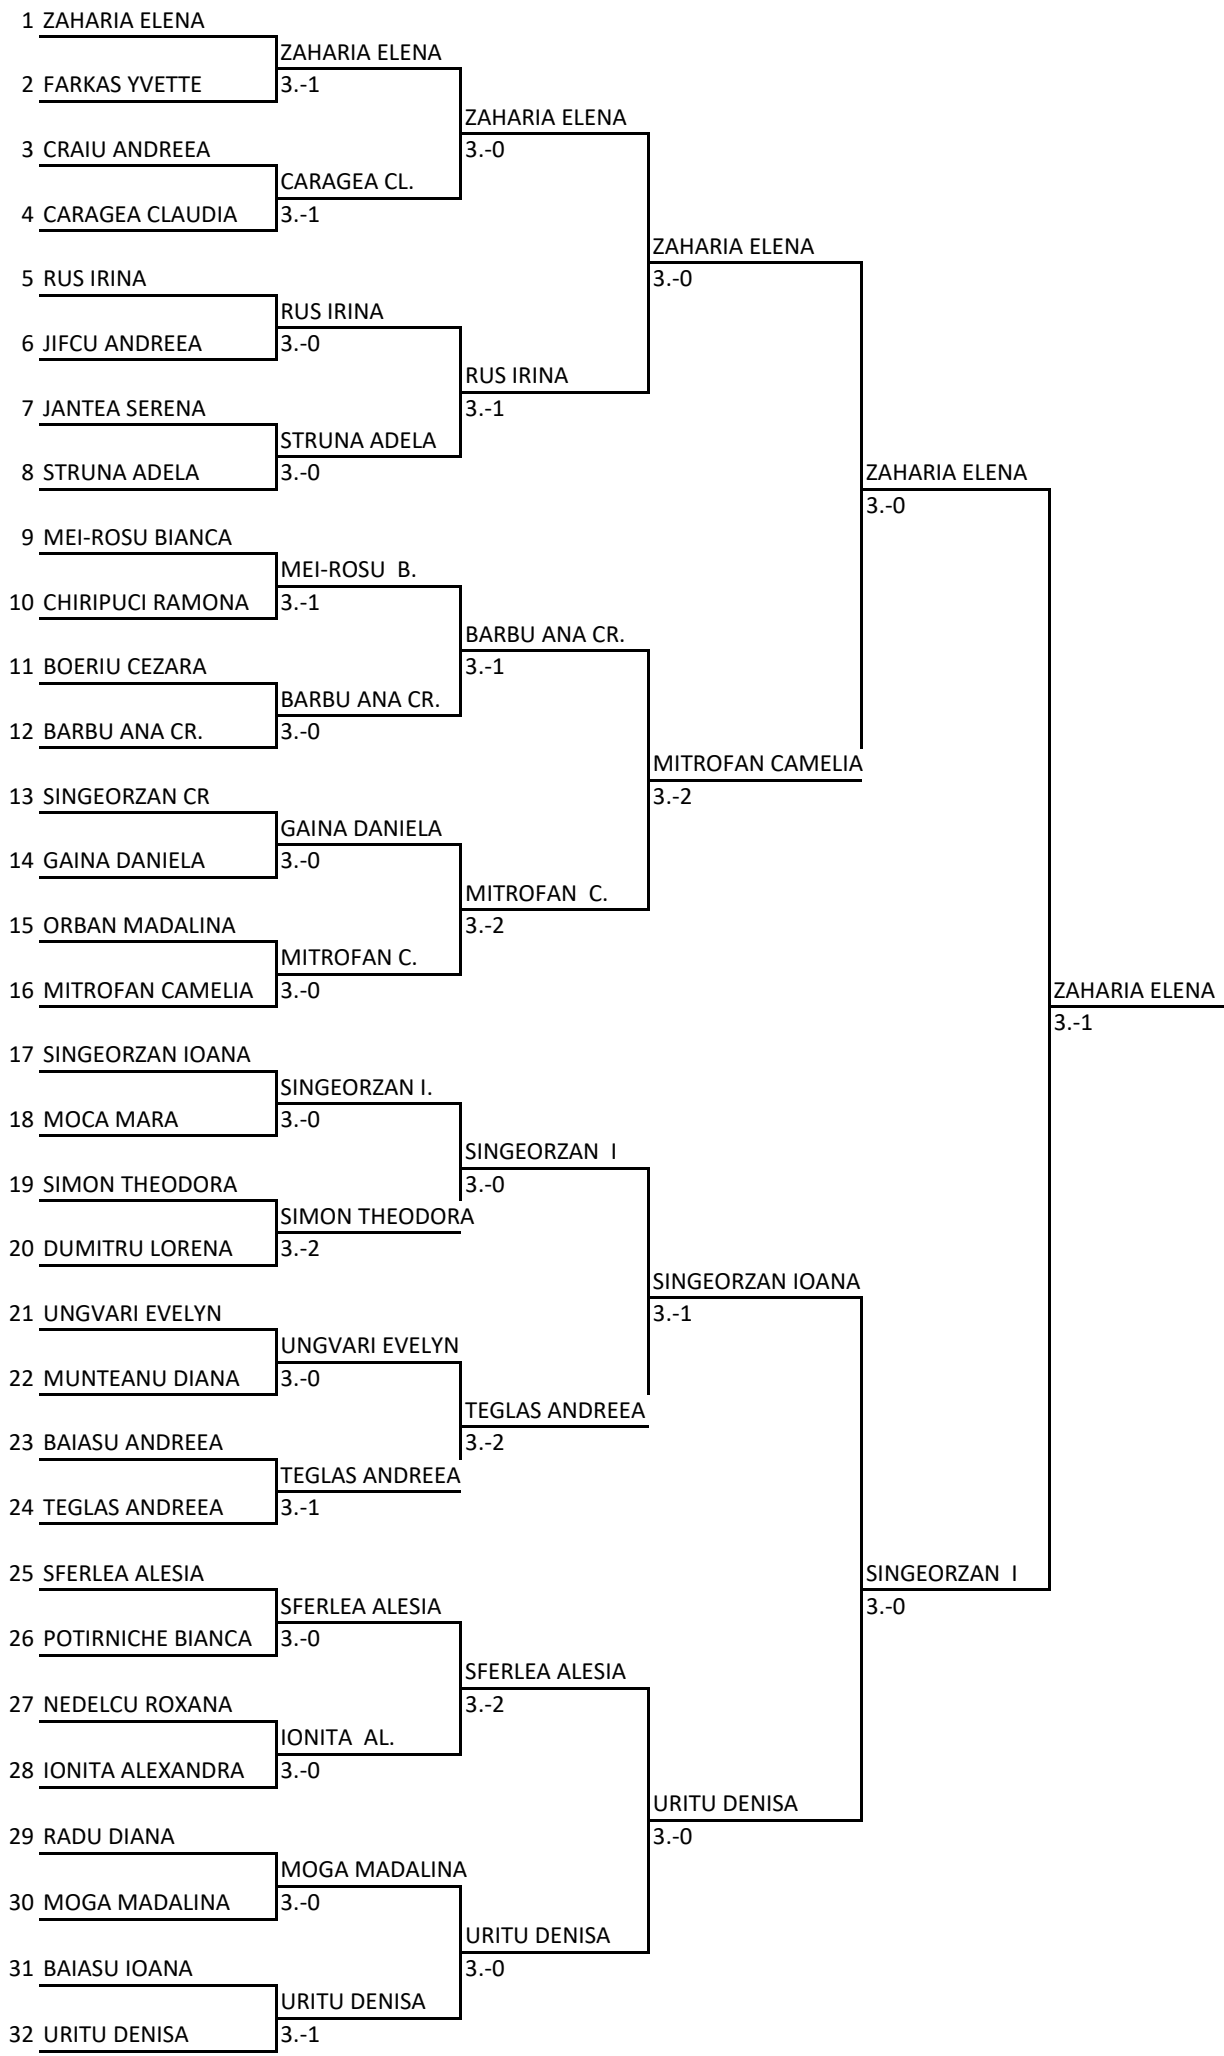 1 ZAHARIA ELENA
ZAHARIA ELENA
2 FARKAS YVETTE 3.-1
ZAHARIA ELENA
3 CRAIU ANDREEA 3.-0
CARAGEA CL.
4 CARAGEA CLAUDIA 3.-1
ZAHARIA ELENA
5 RUS IRINA 3.-0
RUS IRINA
6 JIFCU ANDREEA 3.-0
RUS IRINA
7 JANTEA SERENA 3.-1
STRUNA ADELA
8 STRUNA ADELA 3.-0 ZAHARIA ELENA
3.-0
9 MEI-ROSU BIANCA
MEI-ROSU  B.
10 CHIRIPUCI RAMONA 3.-1
BARBU ANA CR.
11 BOERIU CEZARA 3.-1
BARBU ANA CR.
12 BARBU ANA CR. 3.-0
MITROFAN CAMELIA
13 SINGEORZAN CR 3.-2
GAINA DANIELA
14 GAINA DANIELA 3.-0
MITROFAN  C.
15 ORBAN MADALINA 3.-2
MITROFAN C.
16 MITROFAN CAMELIA 3.-0 ZAHARIA ELENA
3.-1
17 SINGEORZAN IOANA
SINGEORZAN I.
18 MOCA MARA 3.-0
SINGEORZAN  I
19 SIMON THEODORA 3.-0
SIMON THEODORA
20 DUMITRU LORENA 3.-2
SINGEORZAN IOANA
21 UNGVARI EVELYN 3.-1
UNGVARI EVELYN
22 MUNTEANU DIANA 3.-0
TEGLAS ANDREEA
23 BAIASU ANDREEA 3.-2
TEGLAS ANDREEA
24 TEGLAS ANDREEA 3.-1
25 SFERLEA ALESIA SINGEORZAN  I
SFERLEA ALESIA 3.-0
26 POTIRNICHE BIANCA 3.-0
SFERLEA ALESIA
27 NEDELCU ROXANA 3.-2
IONITA  AL.
28 IONITA ALEXANDRA 3.-0
URITU DENISA
29 RADU DIANA 3.-0
MOGA MADALINA
30 MOGA MADALINA 3.-0
URITU DENISA
31 BAIASU IOANA 3.-0
URITU DENISA
32 URITU DENISA 3.-1